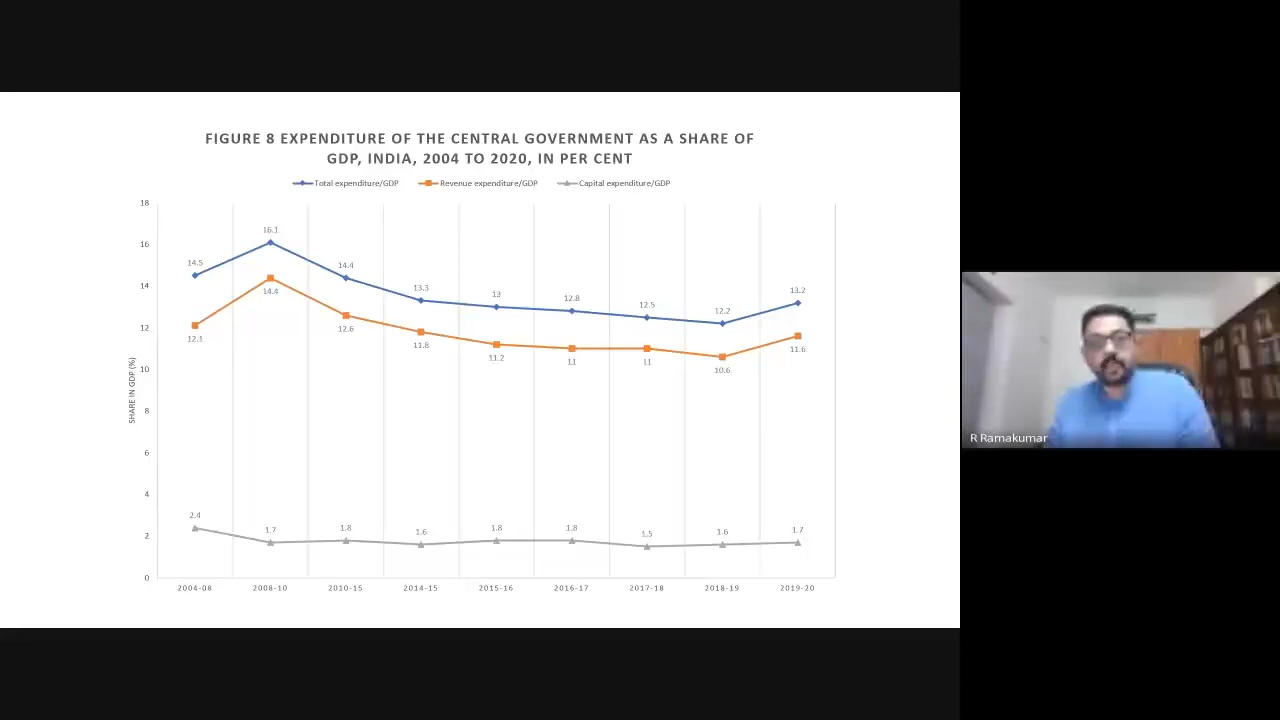 FIGURE 8 EXPENDITURE OF THE CENTRAL GOVERNMENT AS A SHARE OF
GDP, INDIA, 2004 TO 2020, IN PER CENT
Total expenditure/GDP Revenue expenditure/GDP Capital expenditure/GDP
SHARE IN GDP (%)
18
16
14
12
10
8
6
4
2
0
14.5 16.1 14.4 13.3 13 12.8 12.5 12.2 13.2
12.1 14.4 12.6 11.8 11.2 11 11 10.6 11.6
2.4 1.7 1.8 1.6 1.8 1.8 1.5 1.6 1.7
2004-08 2008-10 2010-15 2014-15 2015-16 2016-17 2017-18 2018-19 2019-20
R Ramakumar